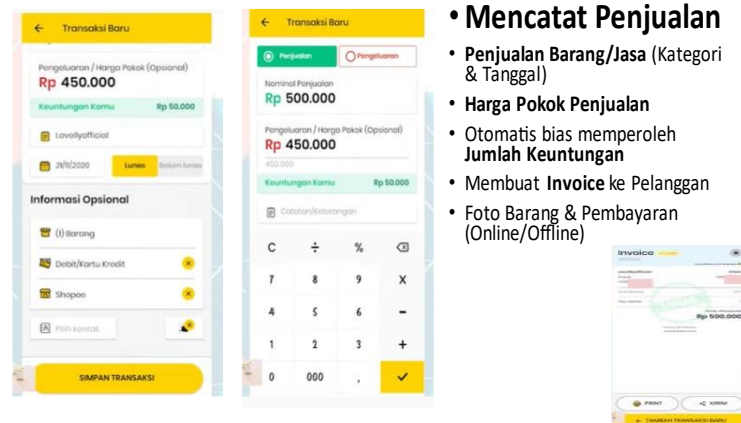 Transaksi Baru
Pengeluaran / Harga Pokok (Opsional)
Rp 450.000
Keuntungan Kamu Rp 50.000
Lovellyofficial
21/11/2020 Lunas Belum lunas
Informasi Opsional
(1) Barang
Debit/Kartu Kredit
Shopee
Pilih kontak
SIMPAN TRANSAKSI
Transaksi Baru
Penjualan Pengeluaran
Nominal Penjualan
Rp 500.000
Pengeluaran / Harga Pokok (Opsional)
Rp 450.000
450.000
Keuntungan Kamu Rp 50.000
Catatan/Keterangan
C ÷ %
7 8 9 X
4 5 6 -
1 2 3 +
0 000 ,
• Mencatat Penjualan
• Penjualan Barang/Jasa (Kategori
& Tanggal)
• Harga Pokok Penjualan
• Otomatis bias memperoleh
Jumlah Keuntungan
• Membuat Invoice ke Pelanggan
• Foto Barang & Pembayaran
(Online/Offline)
Invoice
Rp 500.000
PRINT KIRIM
+ TAMBAH TRANSAKSI BARU